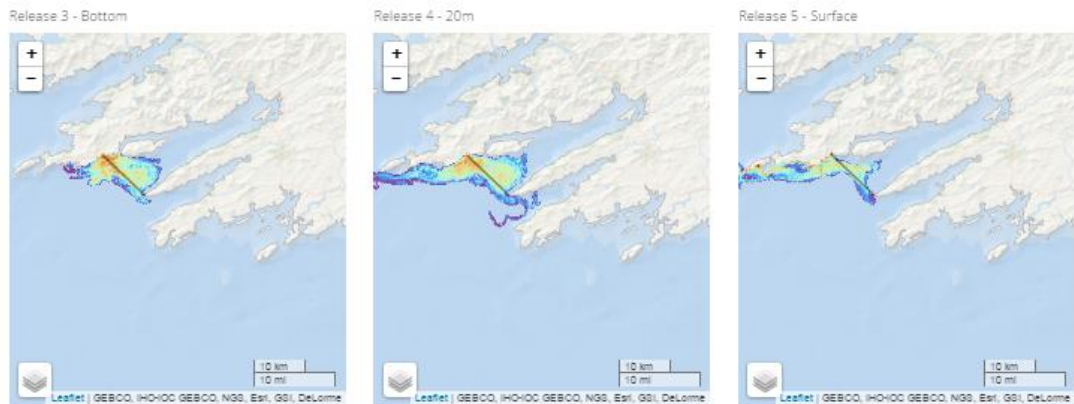 Release 3 - Bottom
Release 4 - 20m
Release 5 - Surface
+
−
+
−
+
−
10 km
10 mi
10 km
10 mi
10 km
10 mi
Leaflet | GEBCO, IHO-IOC GEBCO, NGS, Esri, GSI, DeLorme
Leaflet | GEBCO, IHO-IOC GEBCO, NGS, Esri, GSI, DeLorme
Leaflet | GEBCO, IHO-IOC GEBCO, NGS, Esri, GSI, DeLorme